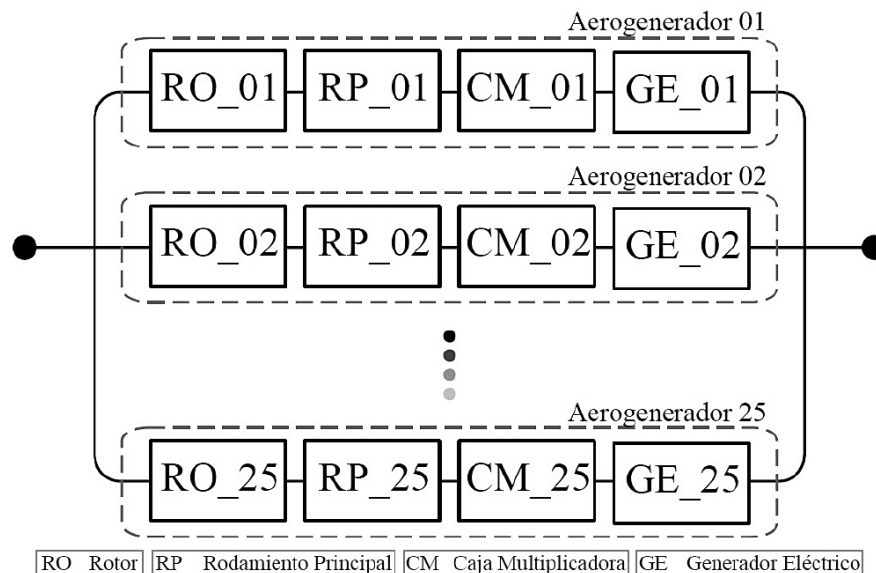 Aerogenerador 01
RO_01 RP_01 CM_01 GE_01
Aerogenerador 02
RO_02 RP_02 CM_02 GE_02
Aerogenerador 25
RO_25 RP_25 CM_25 GE_25
RO Rotor RP Rodamiento Principal CM Caja Multiplicadora GE Generador Eléctrico